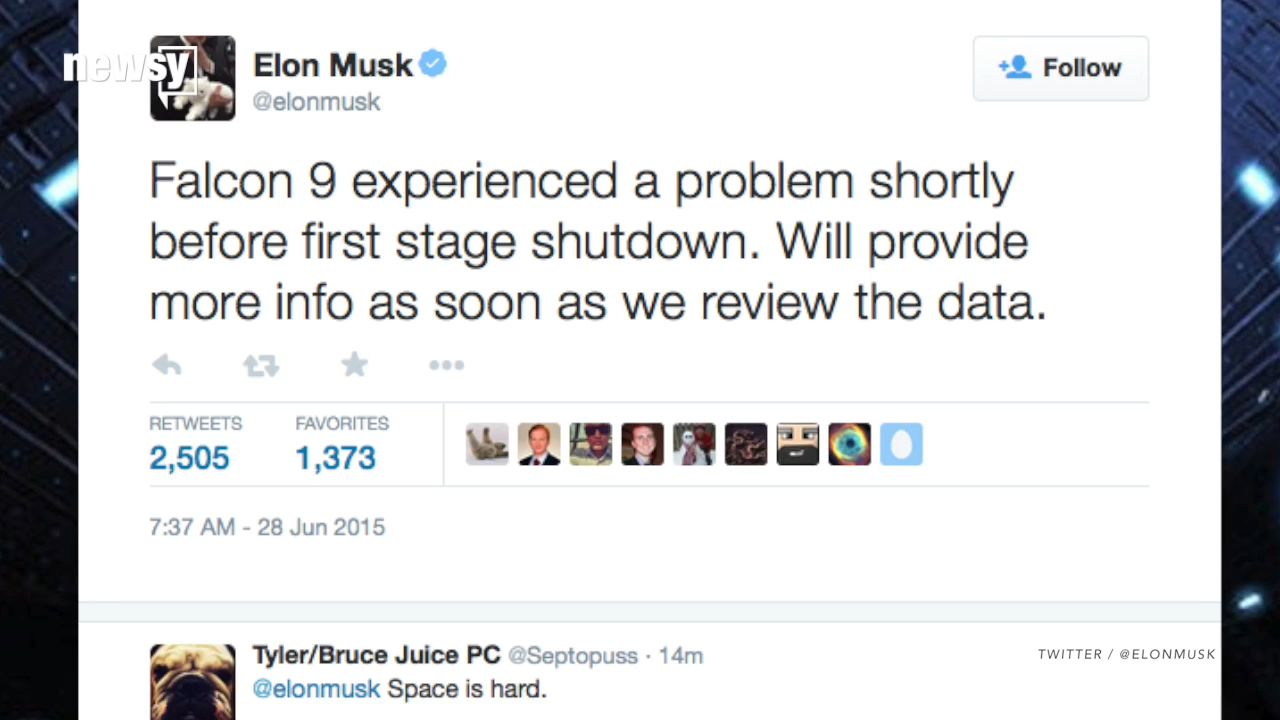 newsy
Elon Musk
@elonmusk
Follow
Falcon 9 experienced a problem shortly
before first stage shutdown. Will provide
more info as soon as we review the data.
RETWEETS
FAVORITES
2,505
1,373
7:37 AM - 28 Jun 2015
Tyler/Bruce Juice PC @Septopuss · 14m
@elonmusk Space is hard.
TWITTER / @ELONMUSK